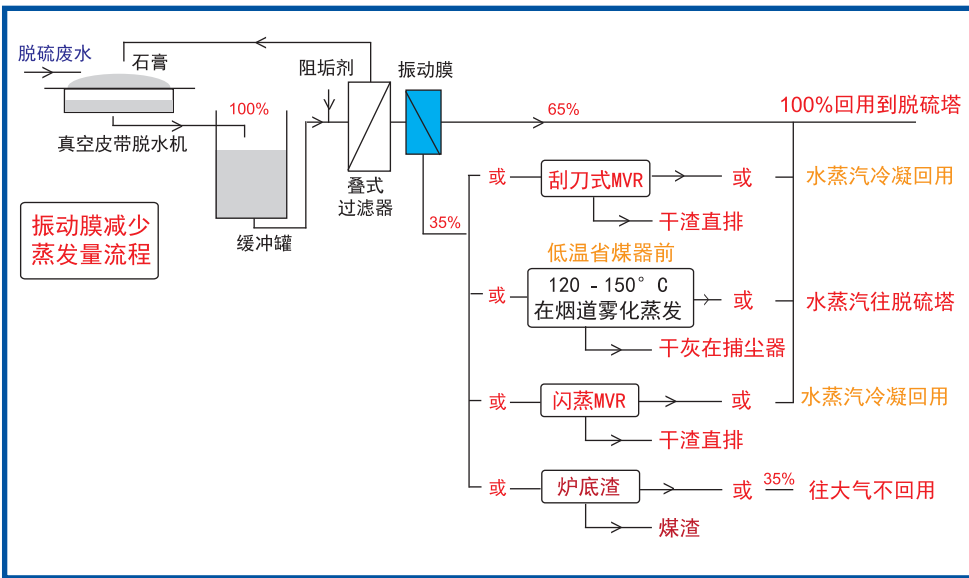 脱硫废水
石膏
真空皮带脱水机
100%
缓冲罐
阻垢剂
叠式
过滤器
振动膜
65%
100%回用到脱硫塔
35%
振动膜减少
蒸发量流程
或
刮刀式MVR
或
水蒸汽冷凝回用
干渣直排
低温省煤器前
或
120 - 150° C
在烟道雾化蒸发
或
水蒸汽往脱硫塔
干灰在捕尘器
或
闪蒸MVR
或
水蒸汽冷凝回用
干渣直排
或
炉底渣
或
35%
往大气不回用
煤渣